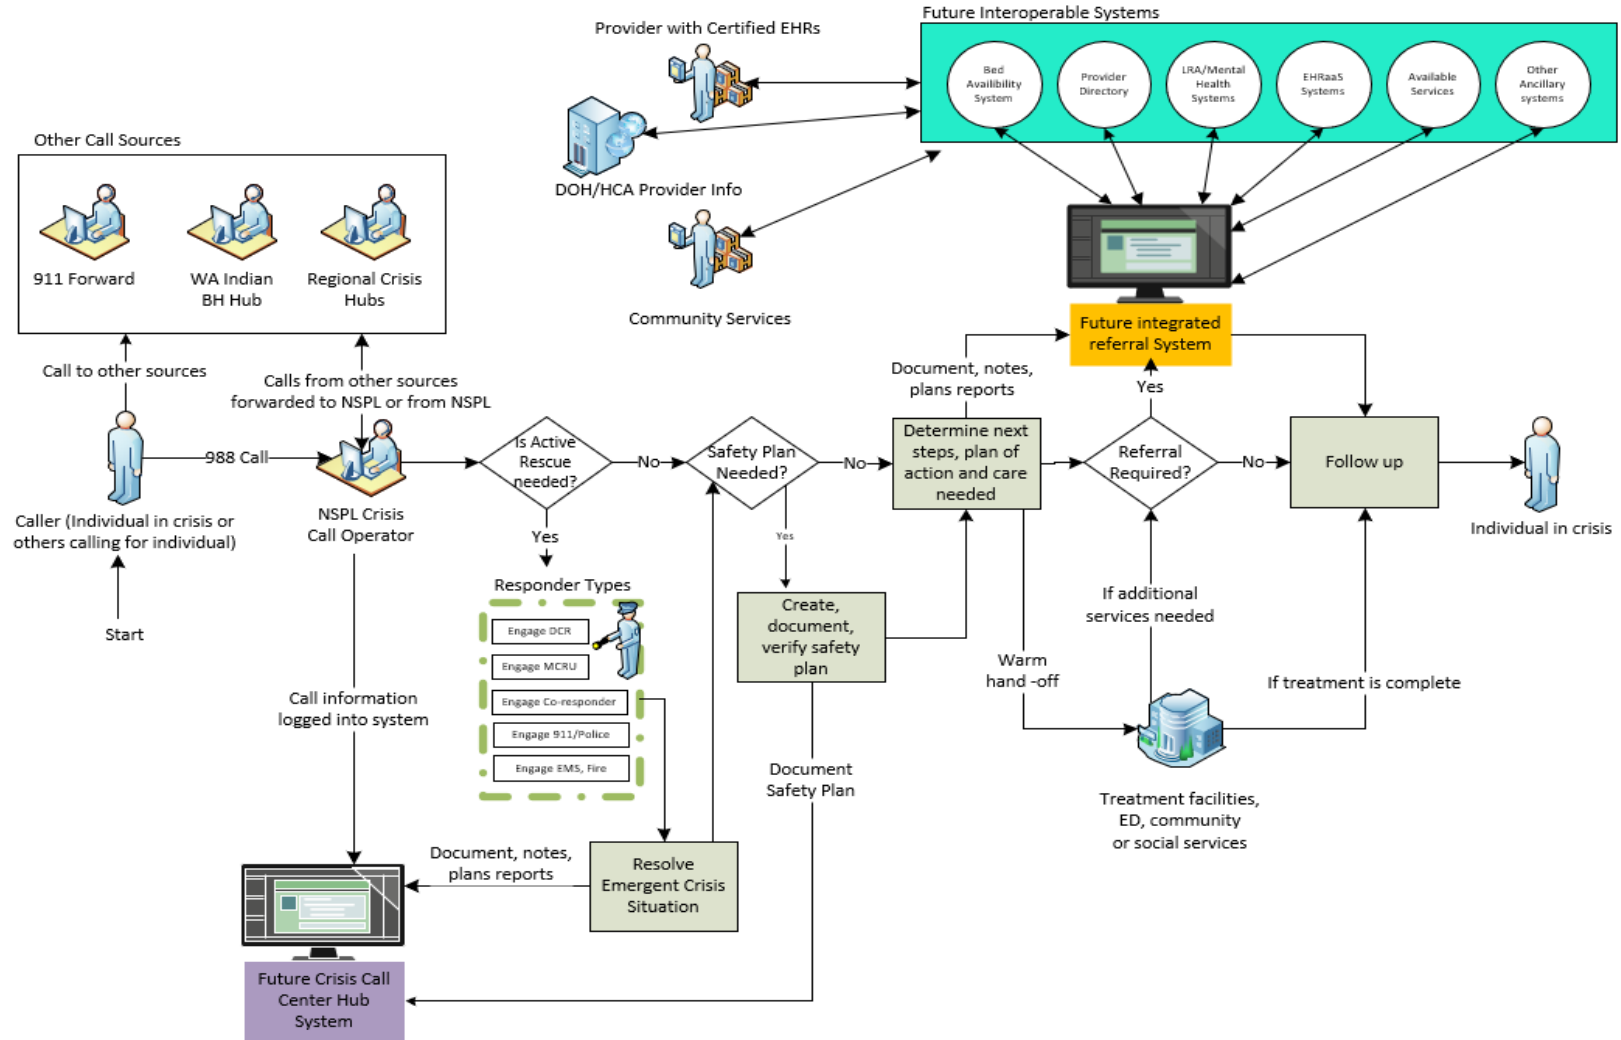 Future Interoperable Systems
Provider with Certified EHRs
Bed
Availibility
System
Provider
Directory
LRA/Mental
Health
Systems
EHRaaS
Systems
Available
Services
Other
Ancillary
systems
DOH/HCA Provider Info
Community Services
Other Call Sources
911 Forward
WA Indian
BH Hub
Regional Crisis
Hubs
Call to other sources
Calls from other sources
forwarded to NSPL or from NSPL
Future integrated
referral System
Document, notes,
plans reports
Yes
988 Call
Caller (Individual in crisis or
others calling for individual)
Start
NSPL Crisis
Call Operator
Is Active
Rescue
needed?
No
Safety Plan
Needed?
No
Determine next
steps, plan of
action and care
needed
Referral
Required?
No
Follow up
Individual in crisis
Yes
Yes
Responder Types
Engage DCR
Engage MCRU
Engage Co-responder
Engage 911/Police
Engage EMS, Fire
Create,
document,
verify safety
plan
If additional
services needed
Warm
hand -off
If treatment is complete
Call information
logged into system
Document
Safety Plan
Treatment facilities,
ED, community
or social services
Document, notes,
plans reports
Resolve
Emergent Crisis
Situation
Future Crisis Call
Center Hub
System